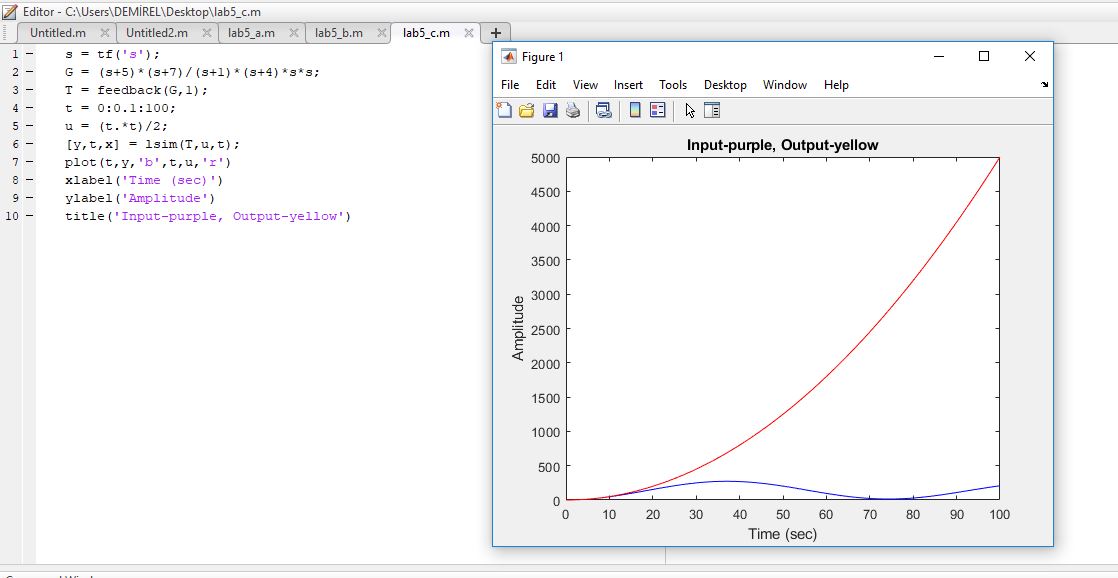 Editor - C:\Users\DEMİREL\Desktop\lab5_c.m
Untitled.m × Untitled2.m × lab5_a.m × lab5_b.m × lab5_c.m × +
1 - s = tf('s');
2 - G = (s+5)*(s+7)/(s+1)*(s+4)*s*s;
3 - T = feedback(G,1);
4 - t = 0:0.1:100;
5 - u = (t.*t)/2;
6 - [y,t,x] = lsim(T,u,t);
7 - plot(t,y,'b',t,u,'r')
8 - xlabel('Time (sec)')
9 - ylabel('Amplitude')
10 - title('Input-purple, Output-yellow')
Figure 1
File Edit View Insert Tools Desktop Window Help
Input-purple, Output-yellow
5000
4500
4000
3500
3000
2500
2000
1500
1000
500
0
Amplitude
0 10 20 30 40 50 60 70 80 90 100
Time (sec)